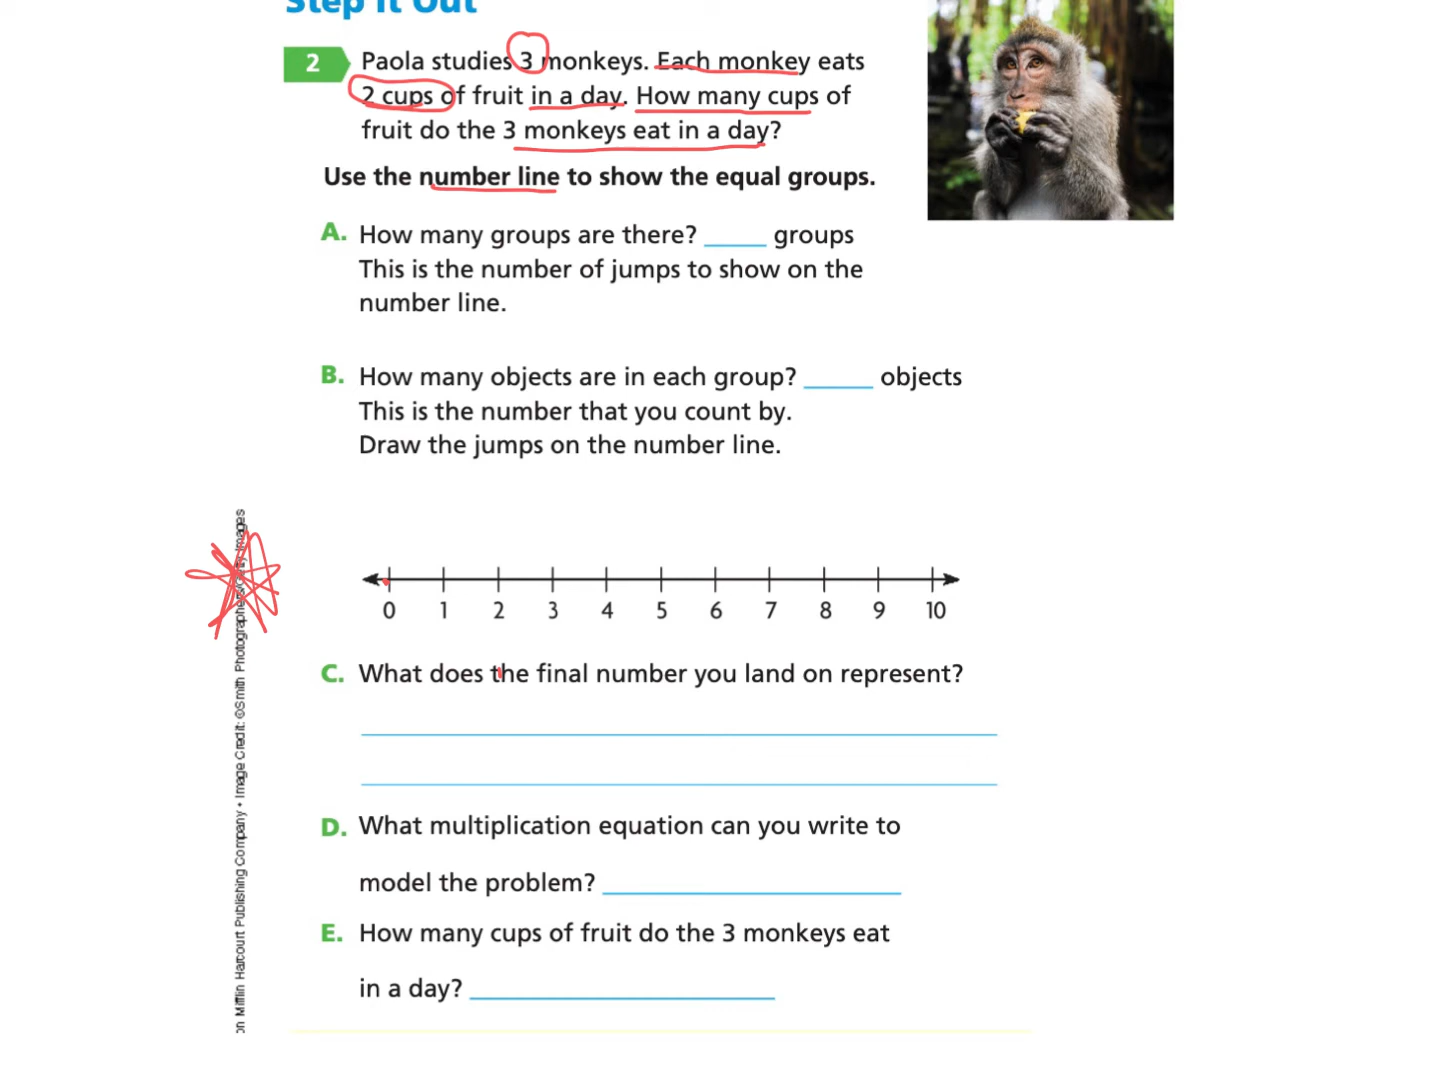 Step It Out
2 Paola studies 3 monkeys. Each monkey eats
2 cups of fruit in a day. How many cups of
fruit do the 3 monkeys eat in a day?
Use the number line to show the equal groups.
A. How many groups are there? _____ groups
This is the number of jumps to show on the
number line.
B. How many objects are in each group? _____ objects
This is the number that you count by.
Draw the jumps on the number line.
0 1 2 3 4 5 6 7 8 9 10
C. What does the final number you land on represent?
D. What multiplication equation can you write to
model the problem? _____
E. How many cups of fruit do the 3 monkeys eat
in a day? _____
on Mifflin Harcourt Publishing Company • Image Credit: ©Smith Photographers/Getty Images